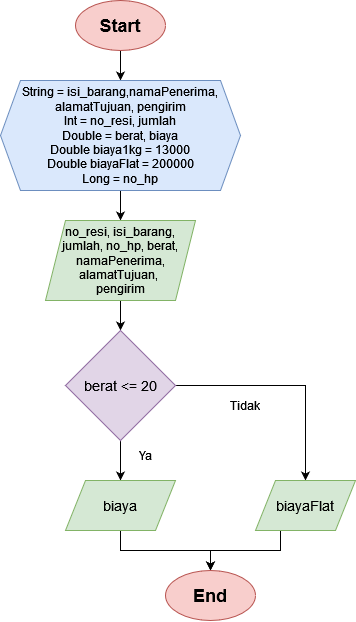 Start
String = isi_barang,namaPenerima,
alamatTujuan, pengirim
Int = no_resi, jumlah
Double = berat, biaya
Double biaya1kg = 13000
Double biayaFlat = 200000
Long = no_hp
no_resi, isi_barang,
jumlah, no_hp, berat,
namaPenerima,
alamatTujuan,
pengirim
berat <= 20
Tidak
Ya
biaya
biayaFlat
End